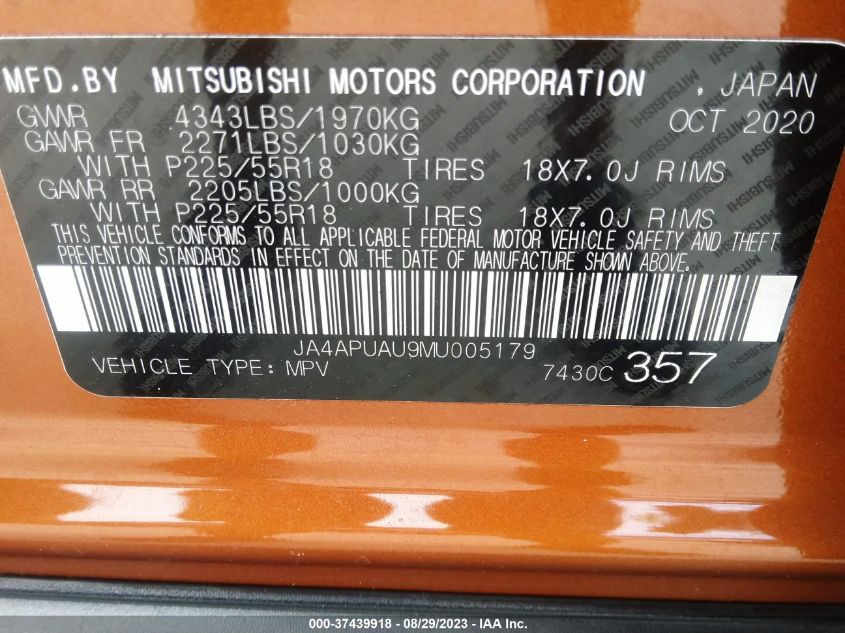 MFD.BY MITSUBISHI MOTORS CORPORATION , JAPAN
GVWR 4343LBS/1970KG OCT 2020
GAWR FR 2271LBS/1030KG
WITH P225/55R18 TIRES 18X7.0J RIMS
GAWR RR 2205LBS/1000KG
WITH P225/55R18 TIRES 18X7.0J RIMS
THIS VEHICLE CONFORMS TO ALL APPLICABLE FEDERAL MOTOR VEHICLE SAFETY AND THEFT
PREVENTION STANDARDS IN EFFECT ON THE DATE OF MANUFACTURE SHOWN ABOVE.
JA4APUAU9MU005179
VEHICLE TYPE: MPV 7430C 357
000-37439918 - 08/29/2023 - IAA Inc.